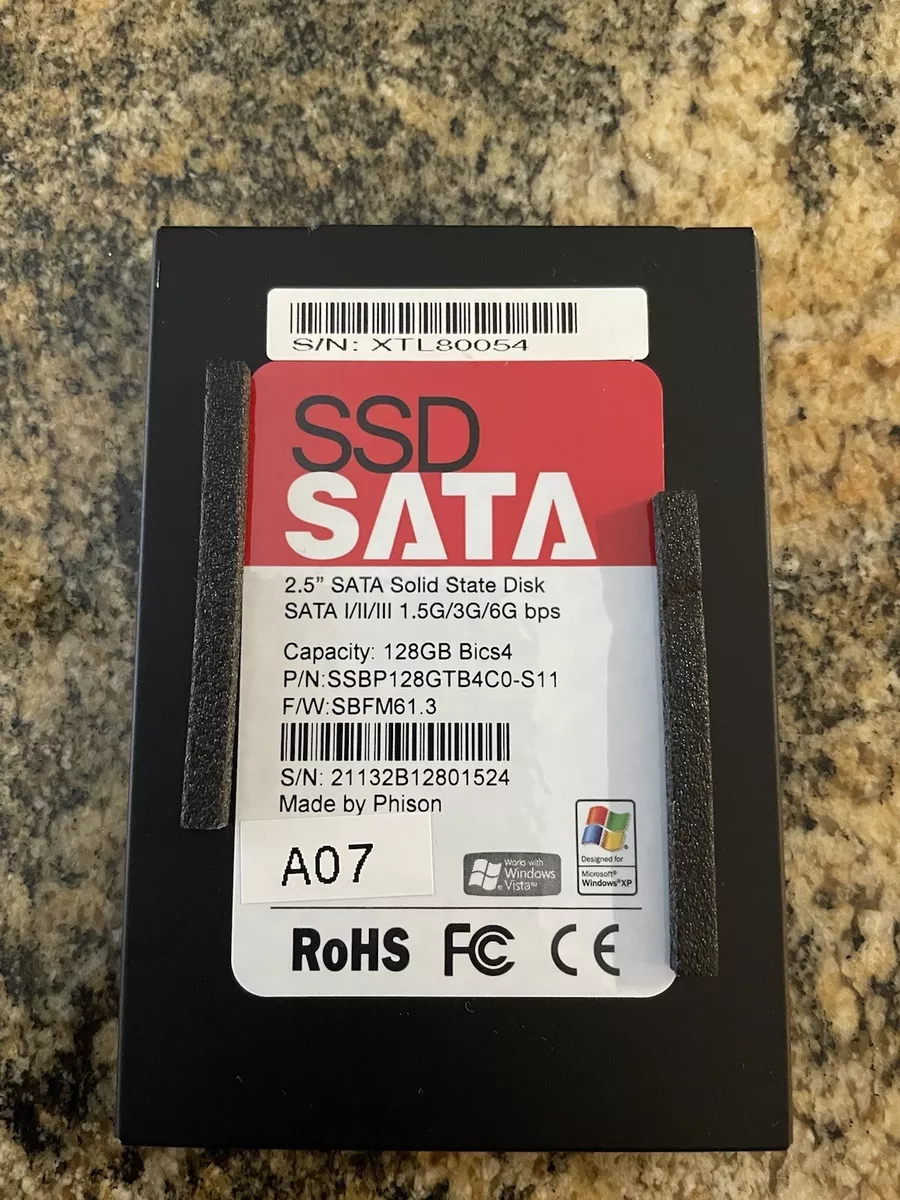 S/N: XTL80054
SSD
SATA
2.5” SATA Solid State Disk
SATA I/II/III 1.5G/3G/6G bps
Capacity: 128GB Bics4
P/N:SSBP128GTB4C0-S11
F/W:SBFM61.3
S/N: 21132B12801524
Made by Phison
A07
Works with
Windows
Vista™
Designed for
Microsoft®
Windows®XP
RoHS FC CE